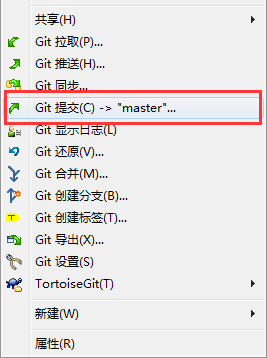 共享(H)
Git 拉取(P)...
Git 推送(H)...
Git 同步...
Git 提交(C) -> "master"...
Git 显示日志(L)
Git 还原(V)...
Git 合并(M)...
Git 创建分支(B)...
Git 创建标签(T)...
Git 导出(X)...
Git 设置(S)
TortoiseGit(T)
新建(W)
属性(R)